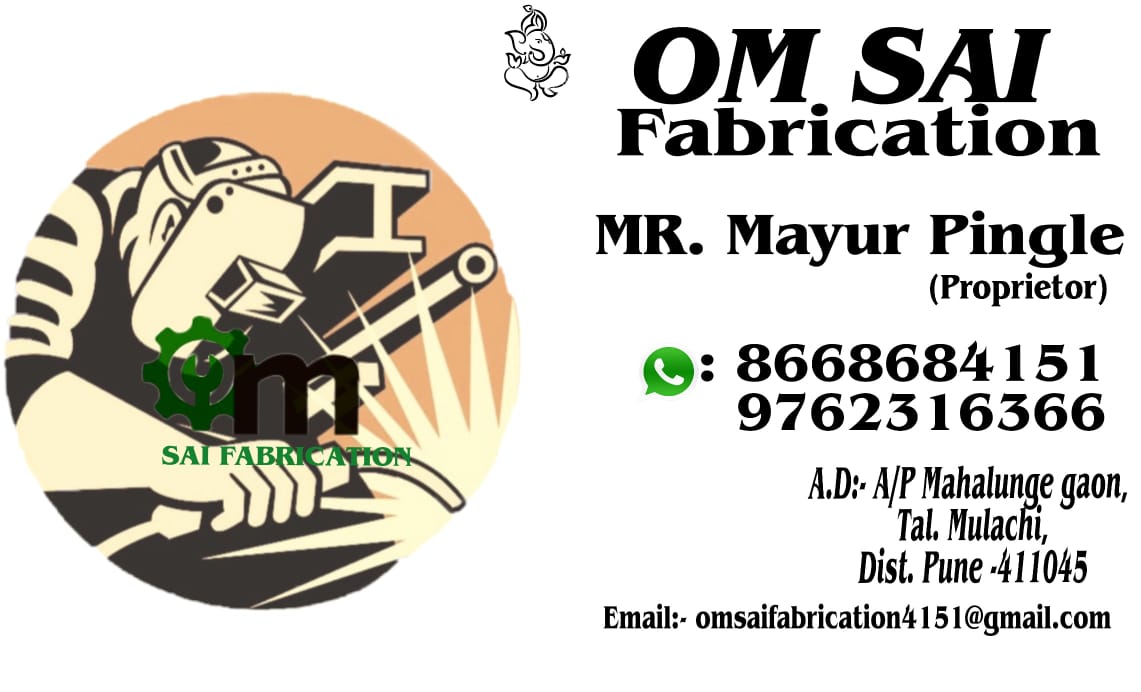 OM SAI
Fabrication
MR. Mayur Pingle
(Proprietor)
: 8668684151
9762316366
A.D:- A/P Mahalunge gaon,
Tal. Mulachi,
Dist. Pune -411045
Email:- omsaifabrication4151@gmail.com
Om
SAI FABRICATION